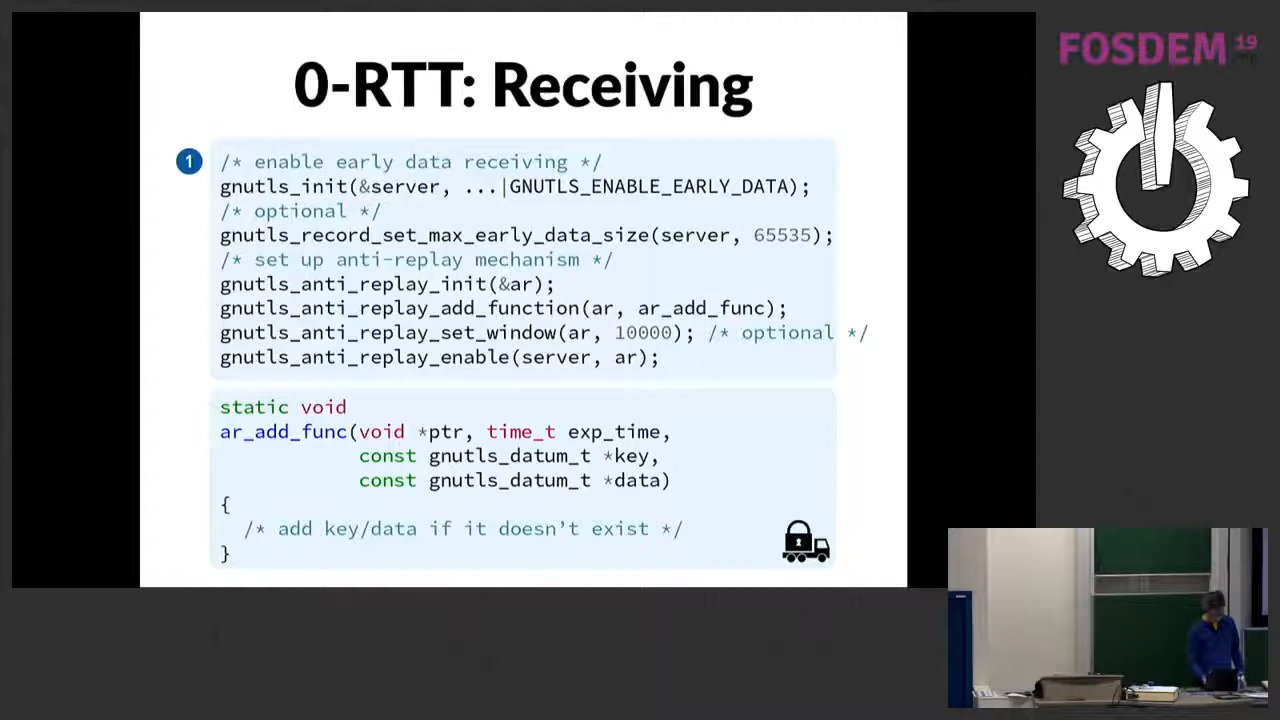 0-RTT: Receiving
1
/* enable early data receiving */
gnutls_init(&server, ...|GNUTLS_ENABLE_EARLY_DATA);
/* optional */
gnutls_record_set_max_early_data_size(server, 65535);
/* set up anti-replay mechanism */
gnutls_anti_replay_init(&ar);
gnutls_anti_replay_add_function(ar, ar_add_func);
gnutls_anti_replay_set_window(ar, 10000); /* optional */
gnutls_anti_replay_enable(server, ar);
static void
ar_add_func(void *ptr, time_t exp_time,
const gnutls_datum_t *key,
const gnutls_datum_t *data)
{
/* add key/data if it doesn't exist */
}
FOSDEM 19